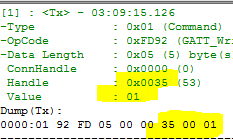 [1] : <Tx> - 03:09:15.126
-Type : 0x01 (Command)
-OpCode : 0xFD92 (GATT_Wri
-Data Length : 0x05 (5) byte(s
ConnHandle : 0x0000 (0)
Handle : 0x0035 (53)
Value : 01
Dump(Tx):
0000:01 92 FD 05 00 00 35 00 01